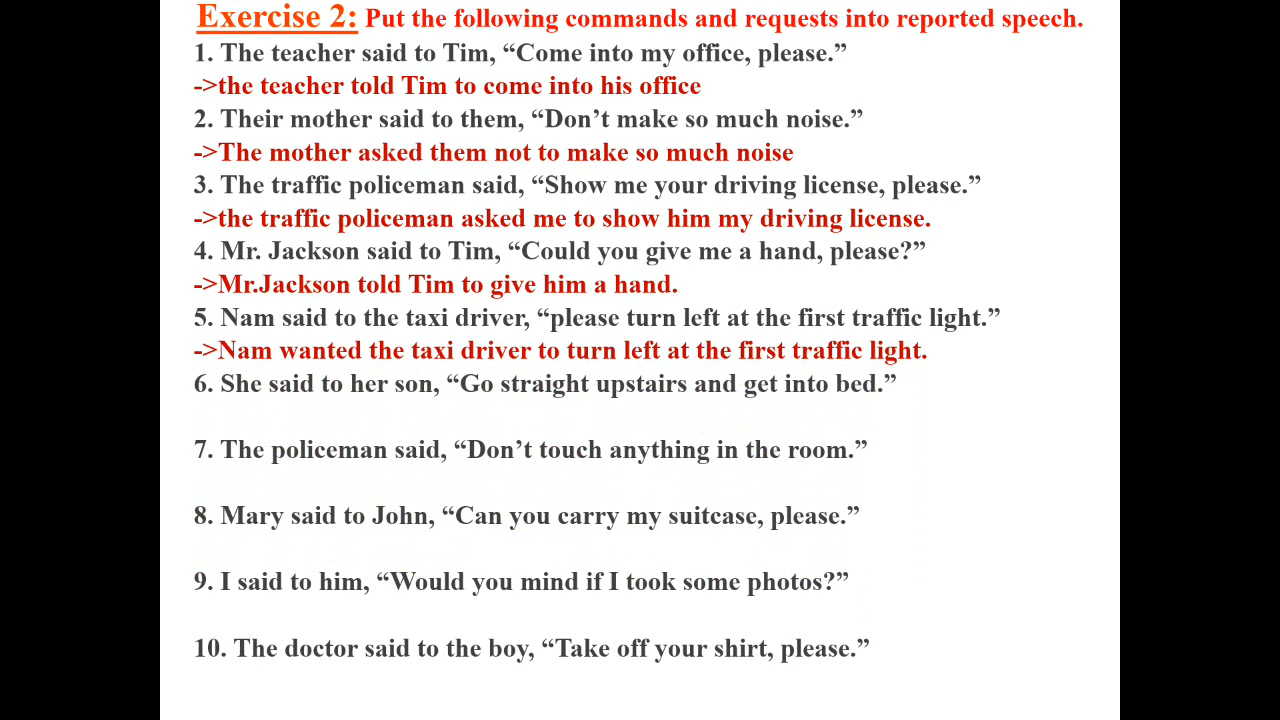 Exercise 2: Put the following commands and requests into reported speech.
1. The teacher said to Tim, “Come into my office, please.”
->the teacher told Tim to come into his office
2. Their mother said to them, “Don’t make so much noise.”
->The mother asked them not to make so much noise
3. The traffic policeman said, “Show me your driving license, please.”
->the traffic policeman asked me to show him my driving license.
4. Mr. Jackson said to Tim, “Could you give me a hand, please?”
->Mr.Jackson told Tim to give him a hand.
5. Nam said to the taxi driver, “please turn left at the first traffic light.”
->Nam wanted the taxi driver to turn left at the first traffic light.
6. She said to her son, “Go straight upstairs and get into bed.”
7. The policeman said, “Don’t touch anything in the room.”
8. Mary said to John, “Can you carry my suitcase, please.”
9. I said to him, “Would you mind if I took some photos?”
10. The doctor said to the boy, “Take off your shirt, please.”